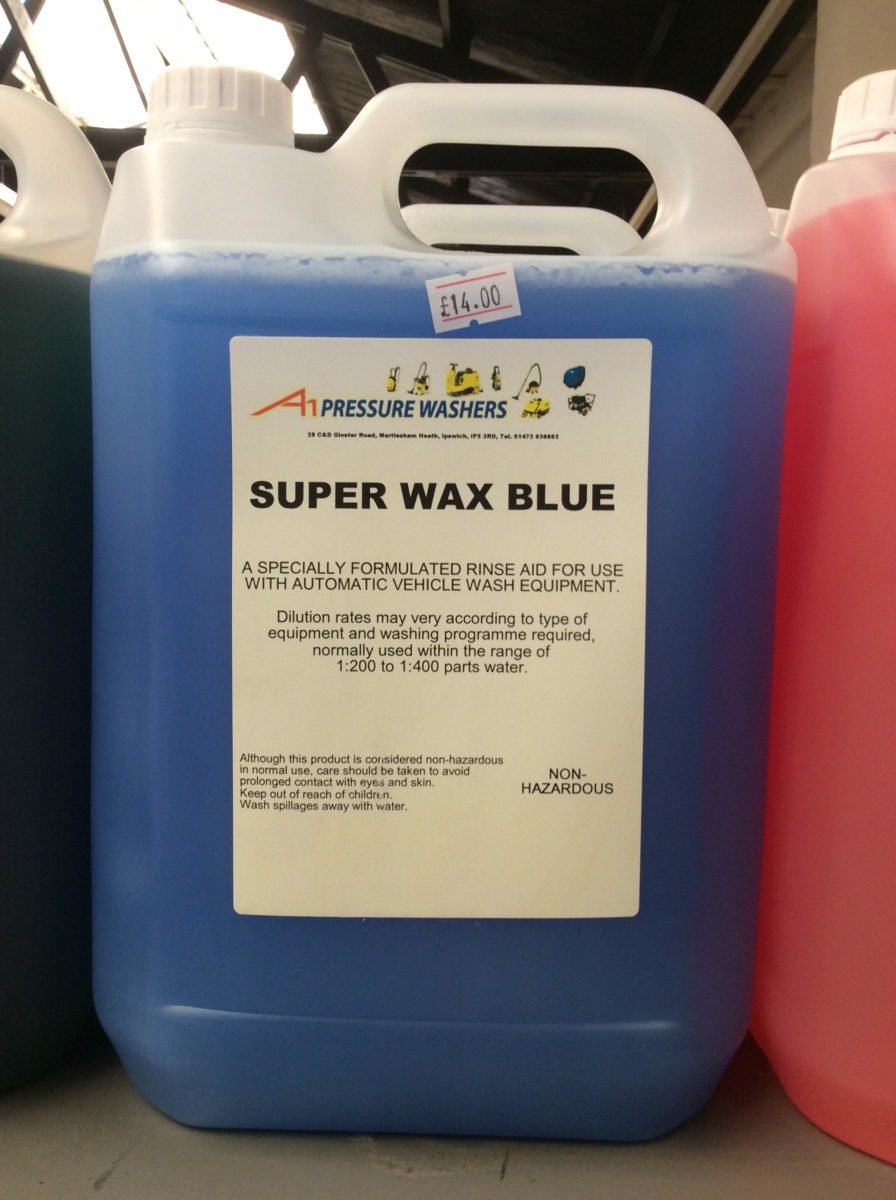 £14.00
A1 PRESSURE WASHERS
28 C&D Gloster Road, Martlesham Heath, Ipswich, IP5 3RD, Tel. 01473 636663
SUPER WAX BLUE
A SPECIALLY FORMULATED RINSE AID FOR USE
WITH AUTOMATIC VEHICLE WASH EQUIPMENT.
Dilution rates may very according to type of
equipment and washing programme required,
normally used within the range of
1:200 to 1:400 parts water.
Although this product is considered non-hazardous
in normal use, care should be taken to avoid
prolonged contact with eyes and skin.
Keep out of reach of children.
Wash spillages away with water.
NON-
HAZARDOUS